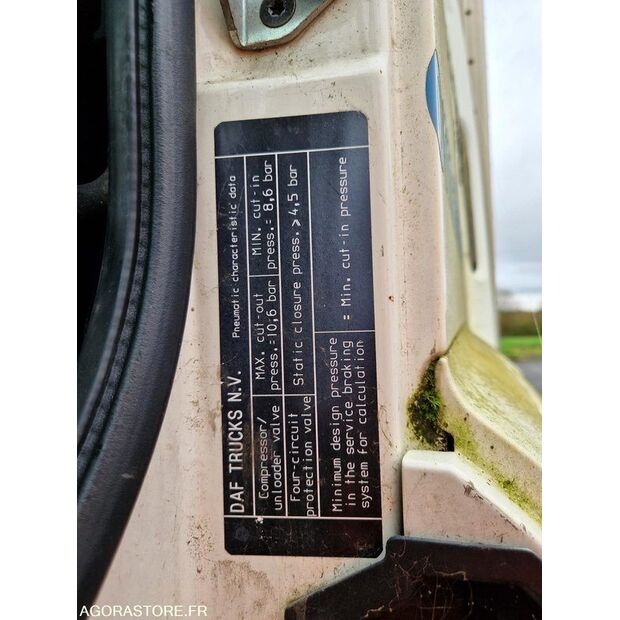 DAF TRUCKS N.V. Pneumatic characteristic data
Compressor/ MAX. cut-out MIN. cut-in
unloader valve press.=10,6 bar press.= 8,6 bar
Four-circuit Static closure press. > 4,5 bar
protection valve
Minimum design pressure
in the service braking = Min. cut-in pressure
system for calculation
AGORASTORE.FR